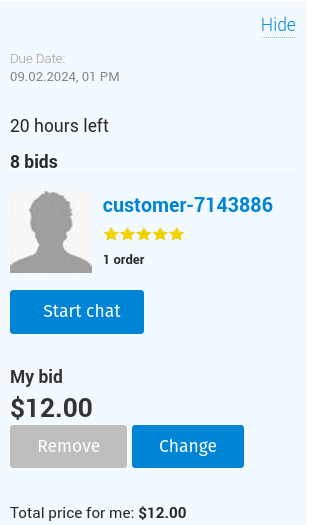 Hide
Due Date:
09.02.2024, 01 PM
20 hours left
8 bids
customer-7143886
1 order
Start chat
My bid
$12.00
Remove
Change
Total price for me: $12.00